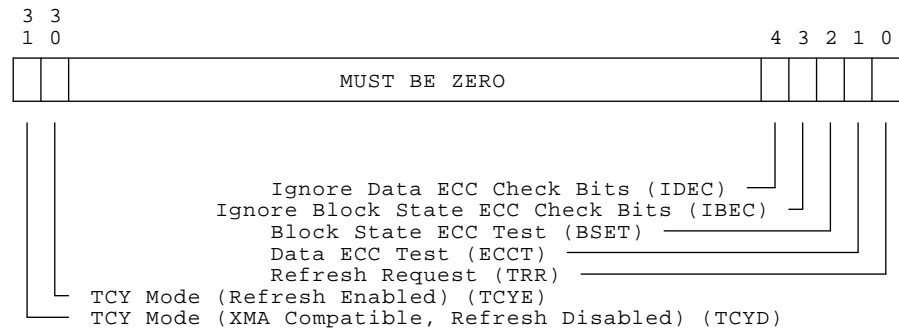 3 3
1 0 4 3 2 1 0
MUST BE ZERO
Ignore Data ECC Check Bits (IDEC)
Ignore Block State ECC Check Bits (IBEC)
Block State ECC Test (BSET)
Data ECC Test (ECCT)
Refresh Request (TRR)
TCY Mode (Refresh Enabled) (TCYE)
TCY Mode (XMA Compatible, Refresh Disabled) (TCYD)